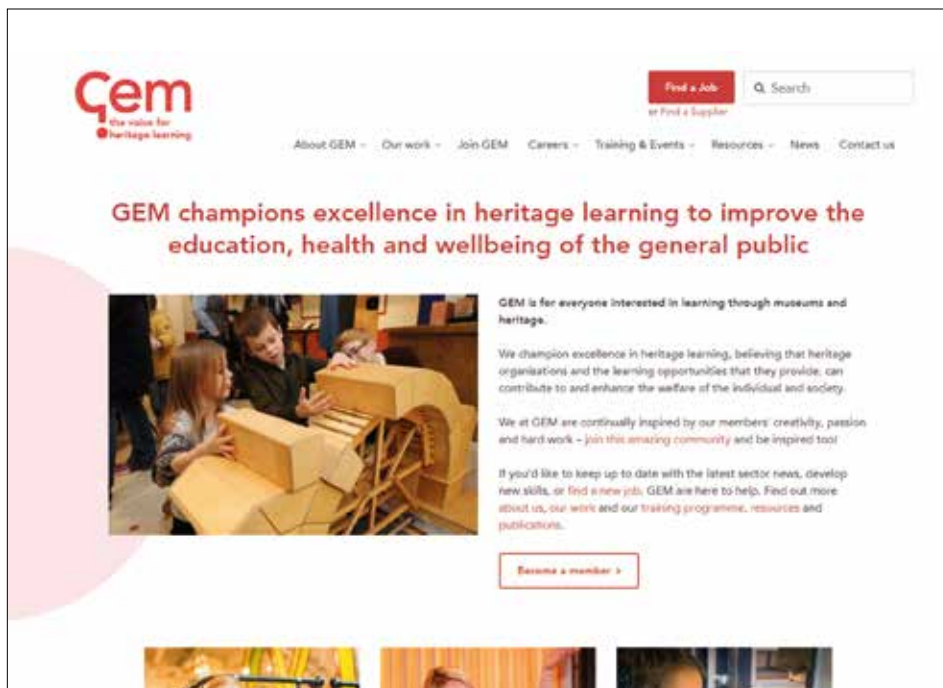 Gem
the voice for
heritage learning
Find a Job
Search
or Find a Supplier
About GEM
Our work
Join GEM
Careers
Training & Events
Resources
News
Contact us
GEM champions excellence in heritage learning to improve the
education, health and wellbeing of the general public
GEM is for everyone interested in learning through museums and
heritage.
We champion excellence in heritage learning, believing that heritage
organisations and the learning opportunities that they provide, can
contribute to and enhance the welfare of the individual and society.
We at GEM are continually inspired by our members' creativity, passion
and hard work – join this amazing community and be inspired too!
If you'd like to keep up to date with the latest sector news, develop
new skills, or find a new job, GEM are here to help. Find out more
about us, our work and our training programme, resources and
publications.
Become a member >